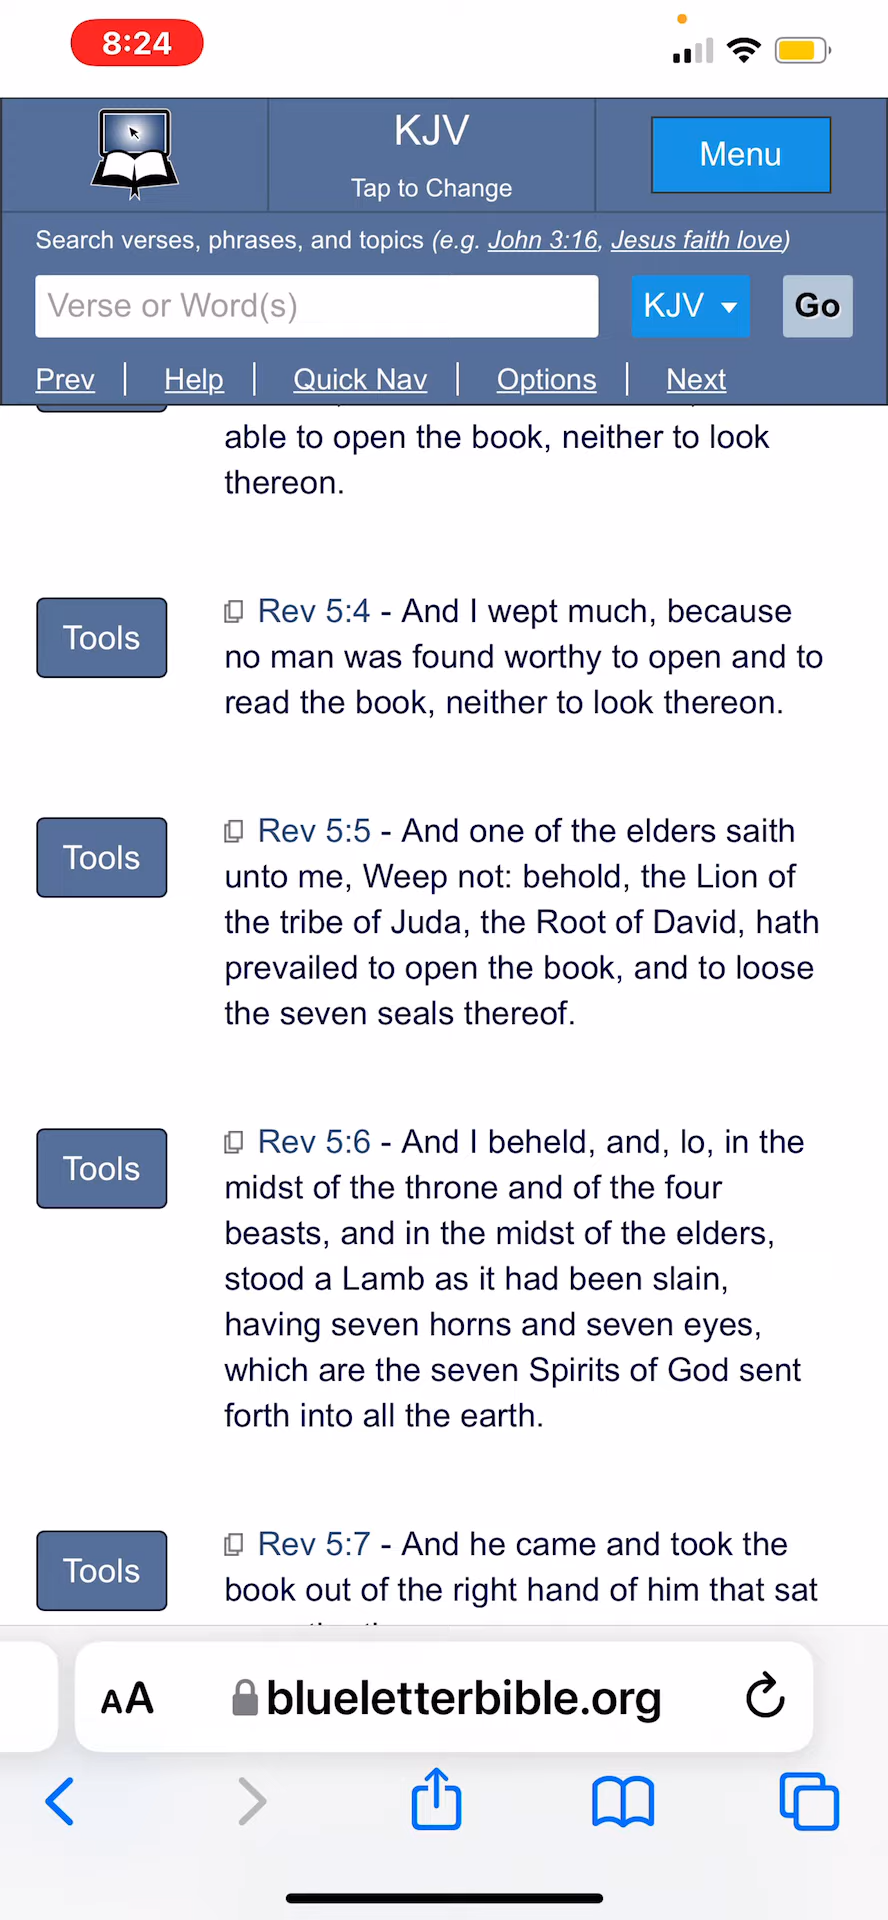 8:24
KJV
Tap to Change
Menu
Search verses, phrases, and topics (e.g. John 3:16, Jesus faith love)
Verse or Word(s)
KJV
Go
Prev | Help | Quick Nav | Options | Next
able to open the book, neither to look
thereon.
Tools
Rev 5:4 - And I wept much, because
no man was found worthy to open and to
read the book, neither to look thereon.
Tools
Rev 5:5 - And one of the elders saith
unto me, Weep not: behold, the Lion of
the tribe of Juda, the Root of David, hath
prevailed to open the book, and to loose
the seven seals thereof.
Tools
Rev 5:6 - And I beheld, and, lo, in the
midst of the throne and of the four
beasts, and in the midst of the elders,
stood a Lamb as it had been slain,
having seven horns and seven eyes,
which are the seven Spirits of God sent
forth into all the earth.
Tools
Rev 5:7 - And he came and took the
book out of the right hand of him that sat
AA
blueletterbible.org